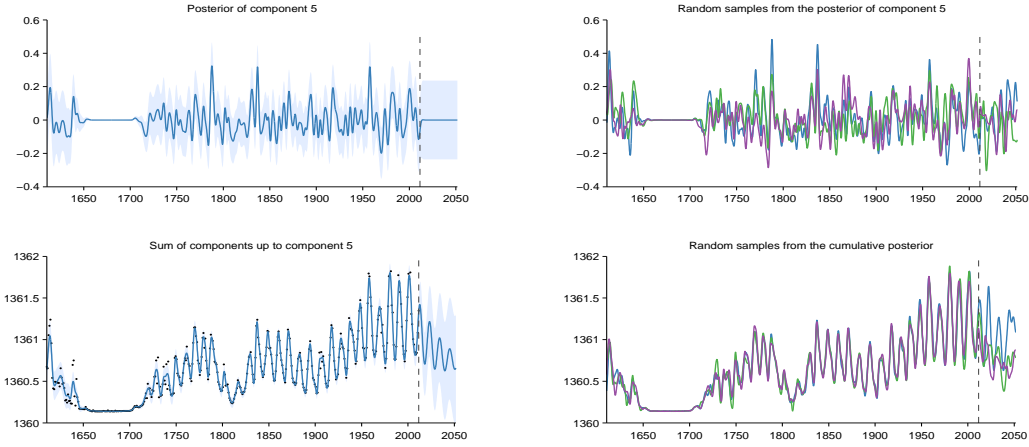 Posterior of component 5
0.6
0.4
0.2
0
−0.2
−0.4
1650 1700 1750 1800 1850 1900 1950 2000 2050
Random samples from the posterior of component 5
0.6
0.4
0.2
0
−0.2
−0.4
1650 1700 1750 1800 1850 1900 1950 2000 2050
Sum of components up to component 5
1362
1361.5
1361
1360.5
1360
1650 1700 1750 1800 1850 1900 1950 2000 2050
Random samples from the cumulative posterior
1362
1361.5
1361
1360.5
1360
1650 1700 1750 1800 1850 1900 1950 2000 2050